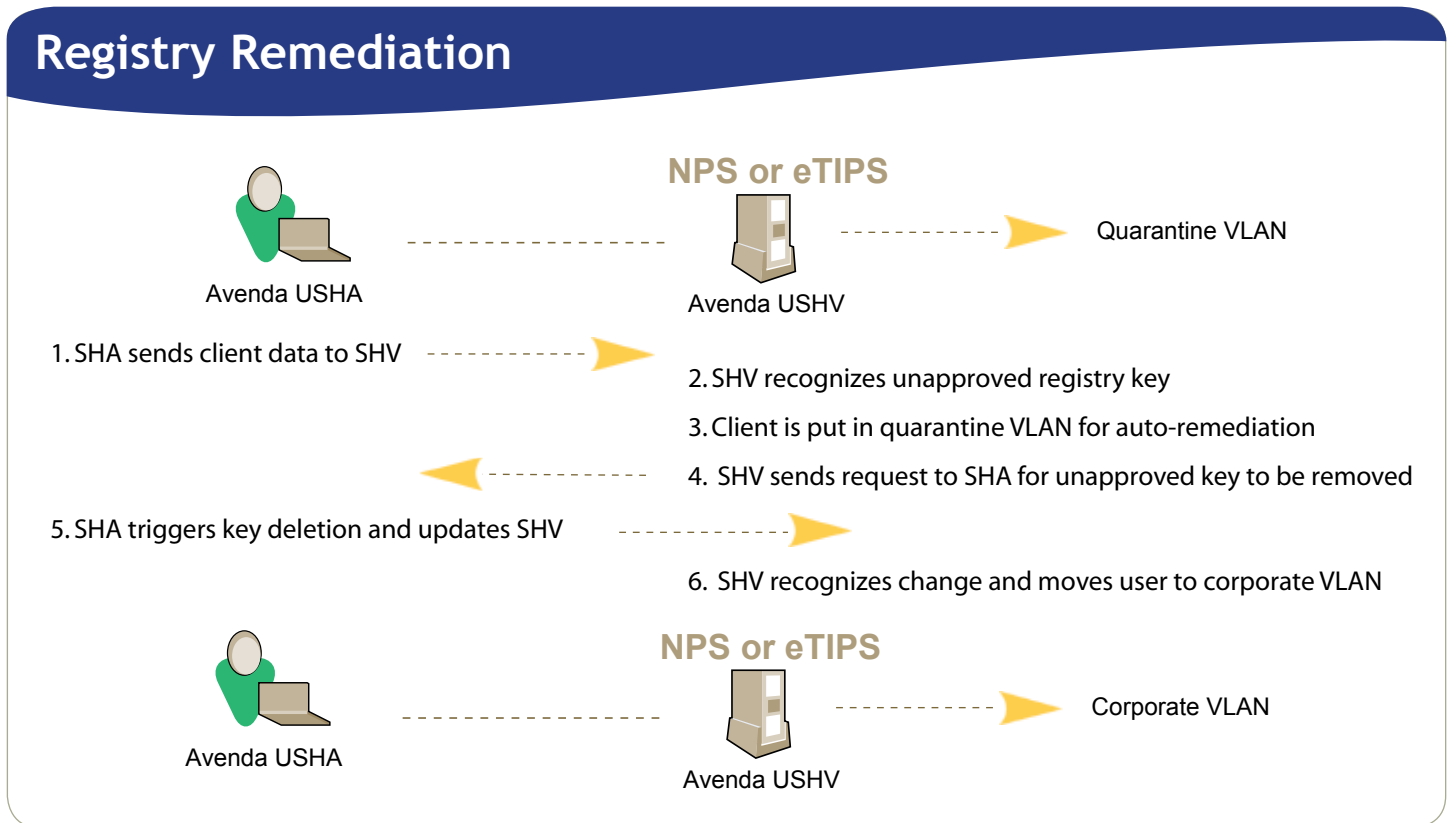 Registry Remediation
NPS or eTIPS
Quarantine VLAN
Avenda USHA
Avenda USHV
1. SHA sends client data to SHV
2. SHV recognizes unapproved registry key
3. Client is put in quarantine VLAN for auto-remediation
4. SHV sends request to SHA for unapproved key to be removed
5. SHA triggers key deletion and updates SHV
6. SHV recognizes change and moves user to corporate VLAN
NPS or eTIPS
Corporate VLAN
Avenda USHA
Avenda USHV